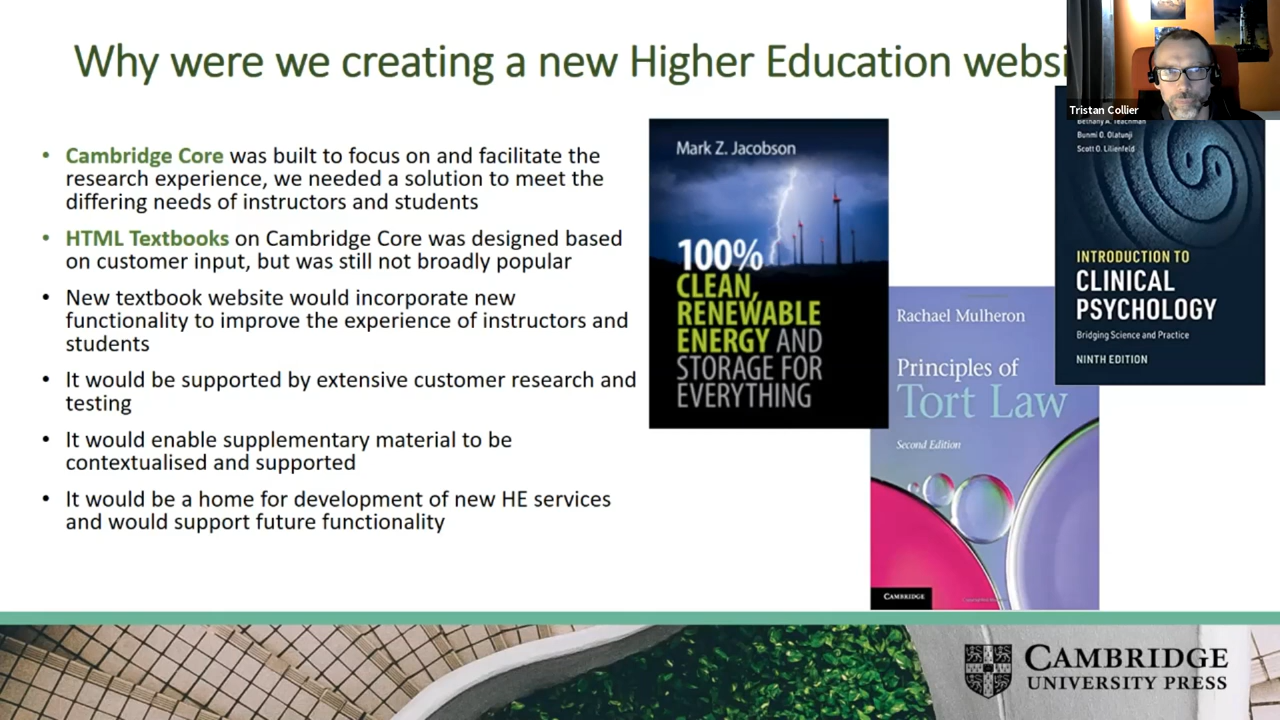 Why were we creating a new Higher Education websi
Tristan Collier
• Cambridge Core was built to focus on and facilitate the
research experience, we needed a solution to meet the
differing needs of instructors and students
• HTML Textbooks on Cambridge Core was designed based
on customer input, but was still not broadly popular
• New textbook website would incorporate new
functionality to improve the experience of instructors and
students
• It would be supported by extensive customer research and
testing
• It would enable supplementary material to be
contextualised and supported
• It would be a home for development of new HE services
and would support future functionality
Mark Z. Jacobson
100%
CLEAN,
RENEWABLE
ENERGY AND
STORAGE FOR
EVERYTHING
Rachael Mulheron
Principles of
Tort Law
Second Edition
CAMBRIDGE
Bethany A. Teachman
Bunmi O. Olatunji
Scott O. Lilienfeld
INTRODUCTION TO
CLINICAL
PSYCHOLOGY
Bridging Science and Practice
NINTH EDITION
CAMBRIDGE
UNIVERSITY PRESS